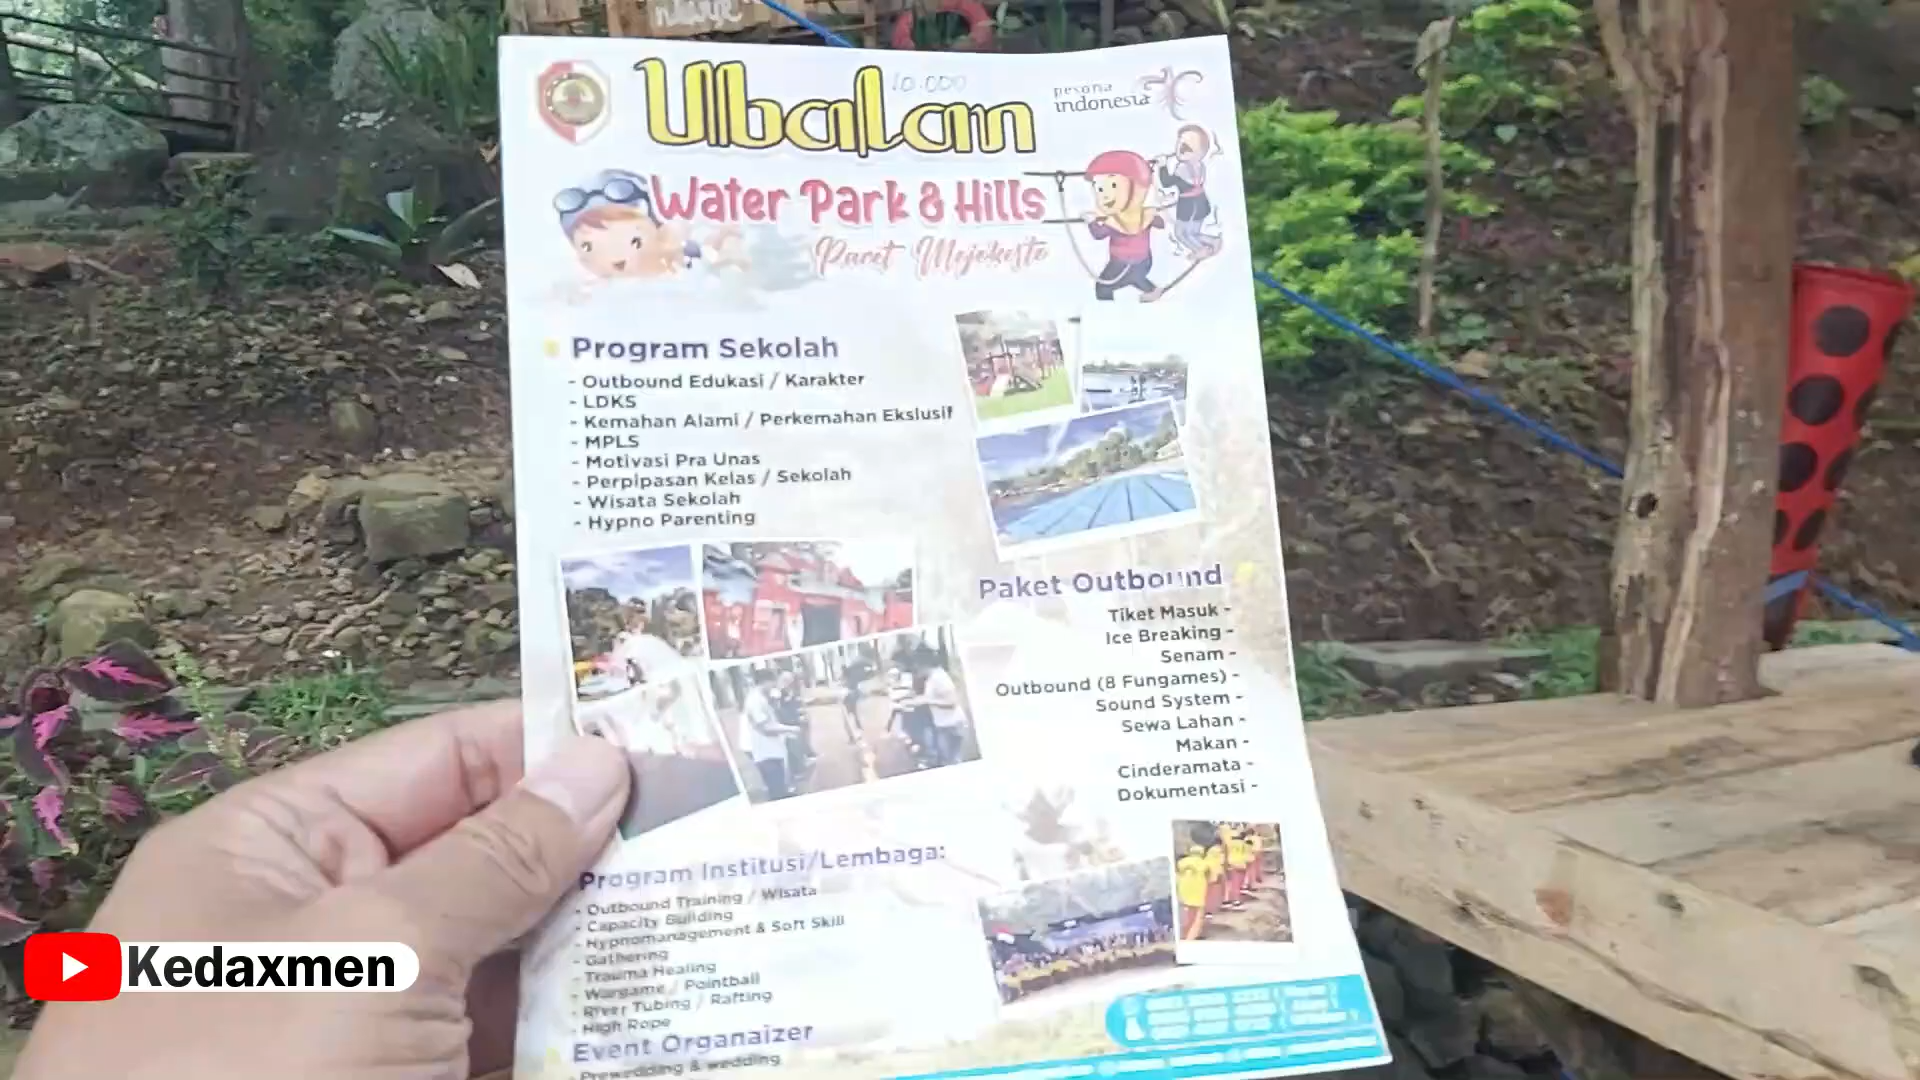 Ubalan
10.000
pesona
indonesia
Water Park & Hills
Pacet Mojokerto
Program Sekolah
- Outbound Edukasi / Karakter
- LDKS
- Kemahan Alami / Perkemahan Ekslusif
- MPLS
- Motivasi Pra Unas
- Perpipasan Kelas / Sekolah
- Wisata Sekolah
- Hypno Parenting
Paket Outbound
Tiket Masuk -
Ice Breaking -
Senam -
Outbound (8 Fungames) -
Sound System -
Sewa Lahan -
Makan -
Cinderamata -
Dokumentasi -
Program Institusi/Lembaga:
- Outbound Training / Wisata
- Capacity Building
- Hypnomanagement & Soft Skill
- Gathering
- Trauma Healing
- Wargame / Pointball
- River Tubing / Rafting
- High Rope
Event Organaizer
- Prewedding & wedding
Kedaxmen